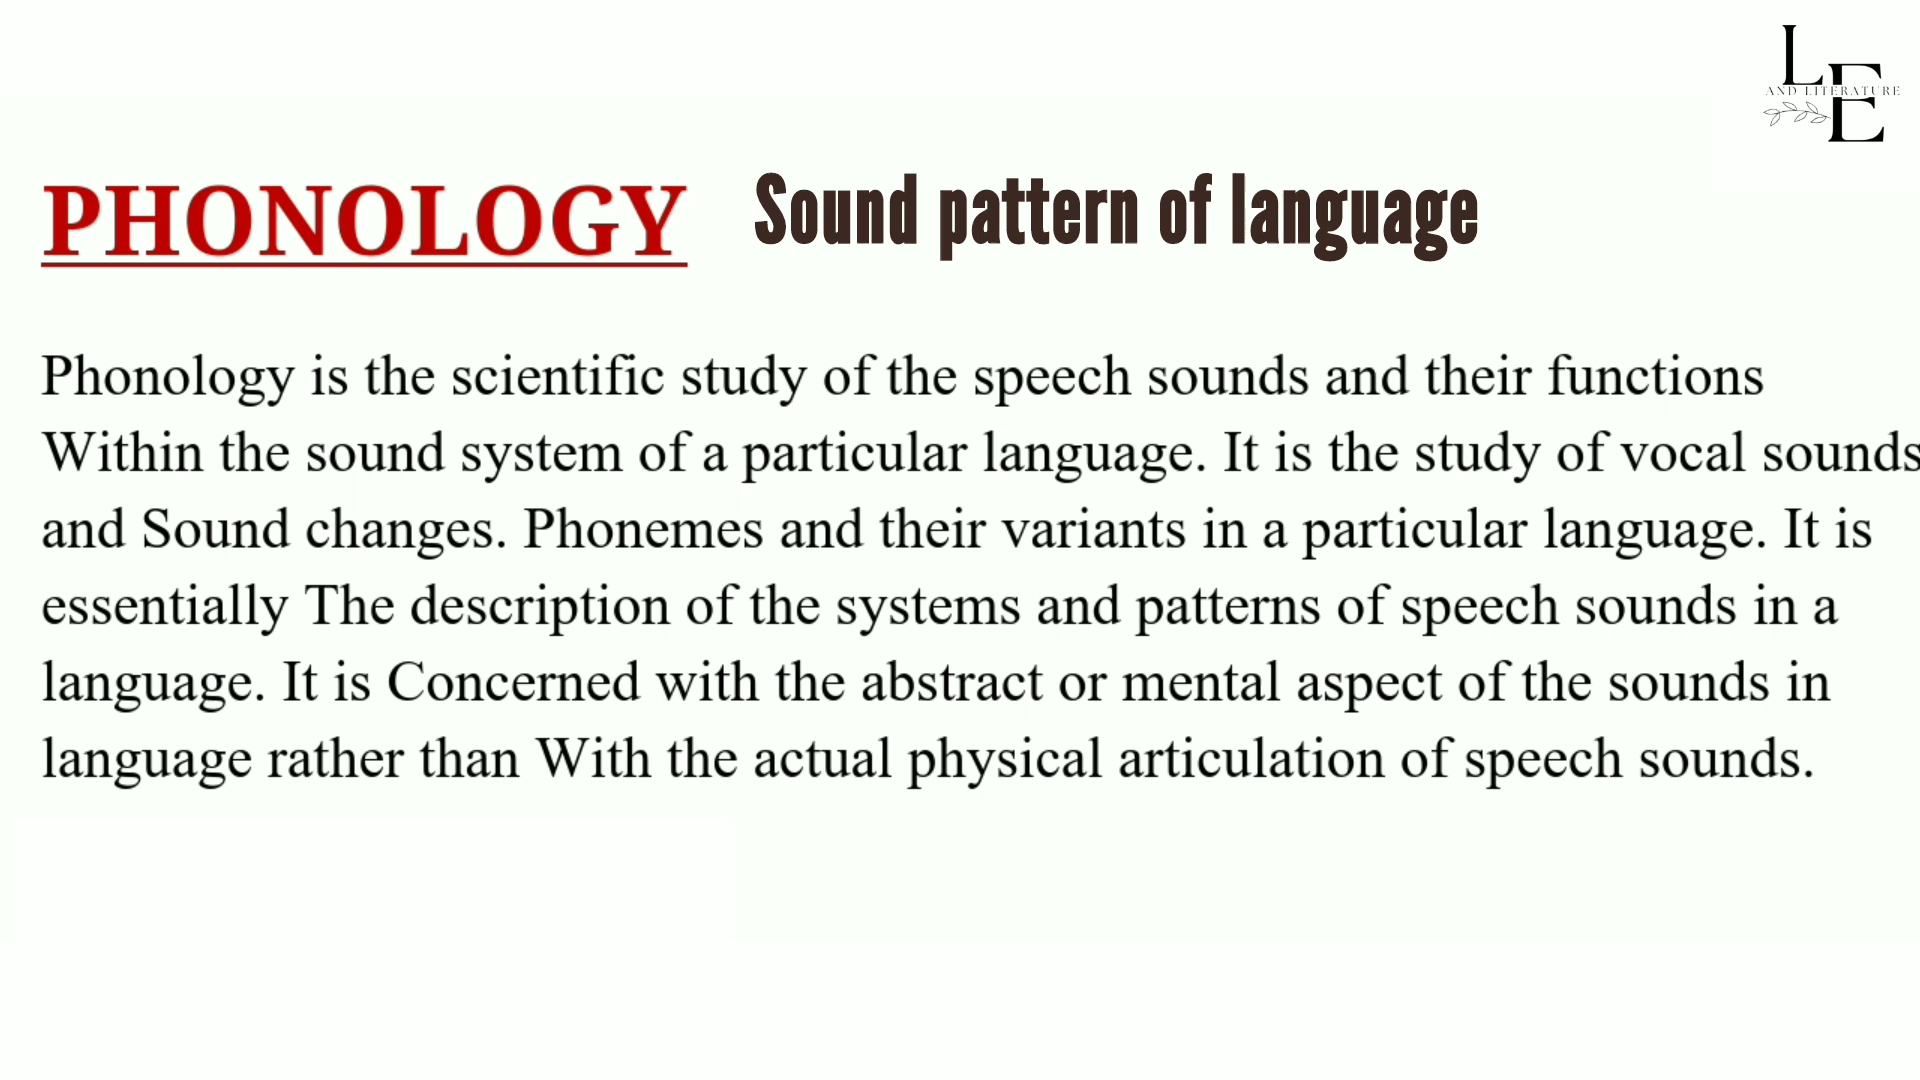 L
AND LITERATURE
E
PHONOLOGY Sound pattern of language
Phonology is the scientific study of the speech sounds and their functions
Within the sound system of a particular language. It is the study of vocal sounds
and Sound changes. Phonemes and their variants in a particular language. It is
essentially The description of the systems and patterns of speech sounds in a
language. It is Concerned with the abstract or mental aspect of the sounds in
language rather than With the actual physical articulation of speech sounds.